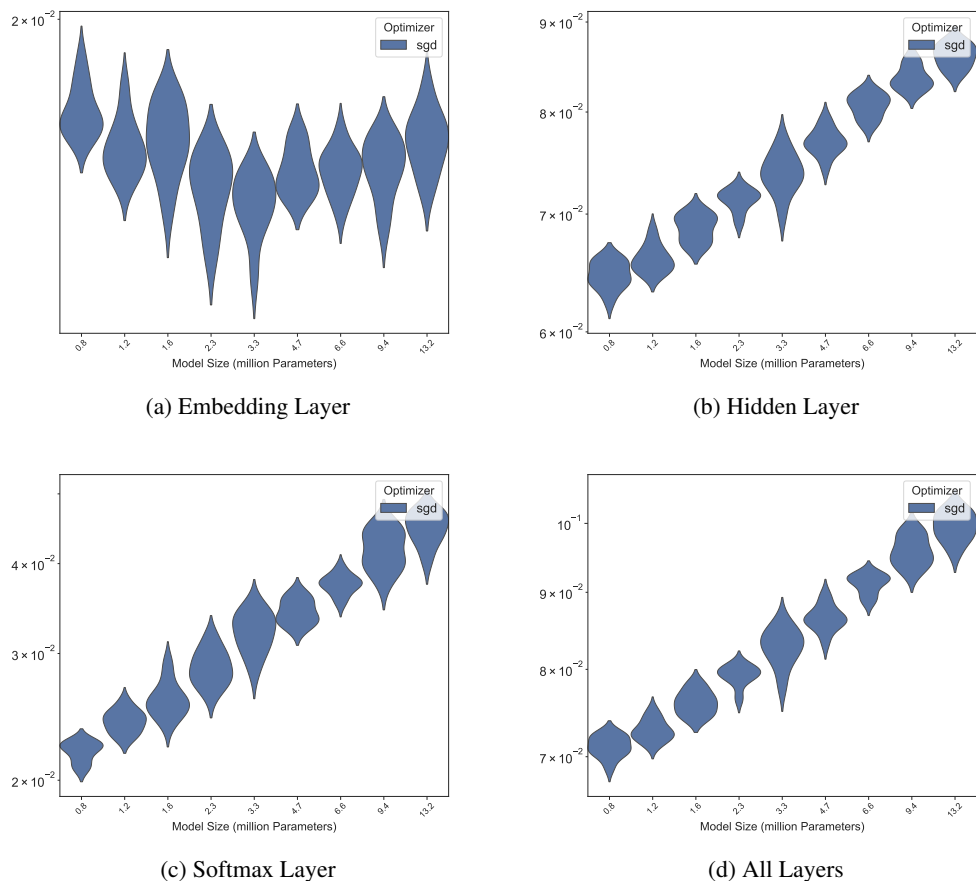 2 × 10⁻²
Optimizer
sgd
0.8
1.2
1.6
2.3
3.3
4.7
6.6
9.4
13.2
Model Size (million Parameters)
(a) Embedding Layer
9 × 10⁻²
8 × 10⁻²
7 × 10⁻²
6 × 10⁻²
Optimizer
sgd
0.8
1.2
1.6
2.3
3.3
4.7
6.6
9.4
13.2
Model Size (million Parameters)
(b) Hidden Layer
4 × 10⁻²
3 × 10⁻²
2 × 10⁻²
Optimizer
sgd
0.8
1.2
1.6
2.3
3.3
4.7
6.6
9.4
13.2
Model Size (million Parameters)
(c) Softmax Layer
10⁻¹
9 × 10⁻²
8 × 10⁻²
7 × 10⁻²
Optimizer
sgd
0.8
1.2
1.6
2.3
3.3
4.7
6.6
9.4
13.2
Model Size (million Parameters)
(d) All Layers